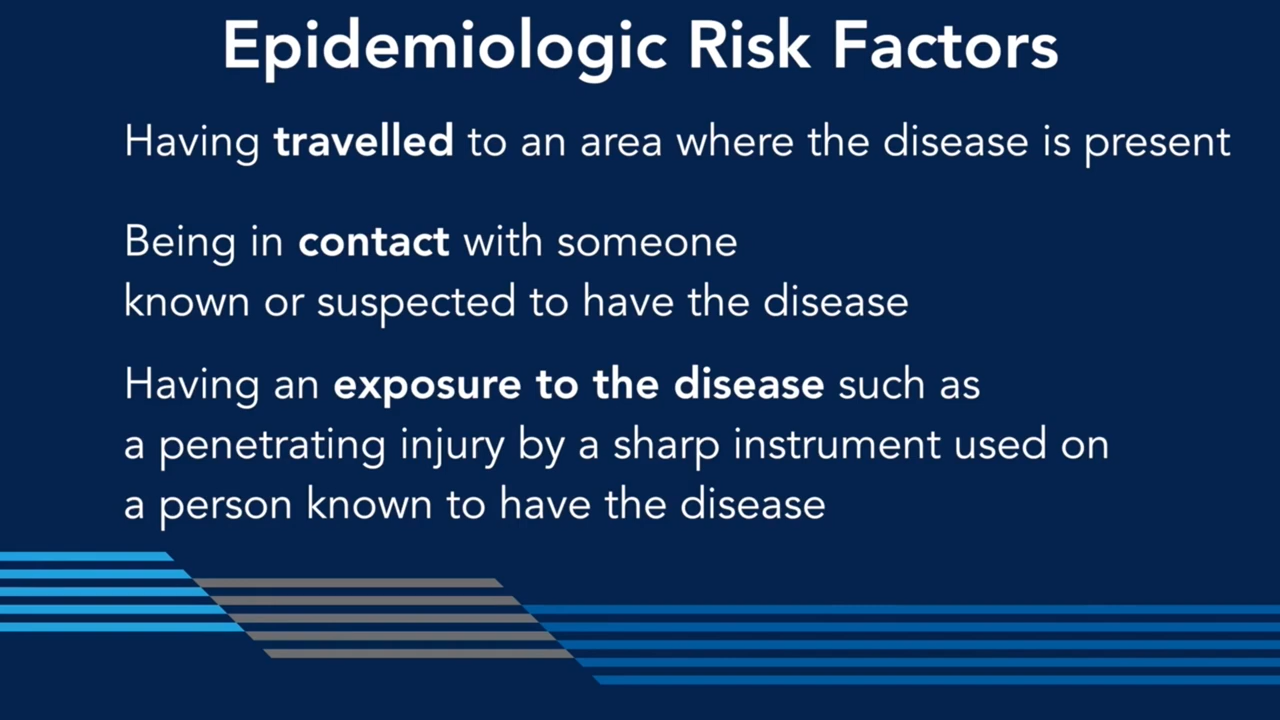 Epidemiologic Risk Factors
Having travelled to an area where the disease is present
Being in contact with someone
known or suspected to have the disease
Having an exposure to the disease such as
a penetrating injury by a sharp instrument used on
a person known to have the disease